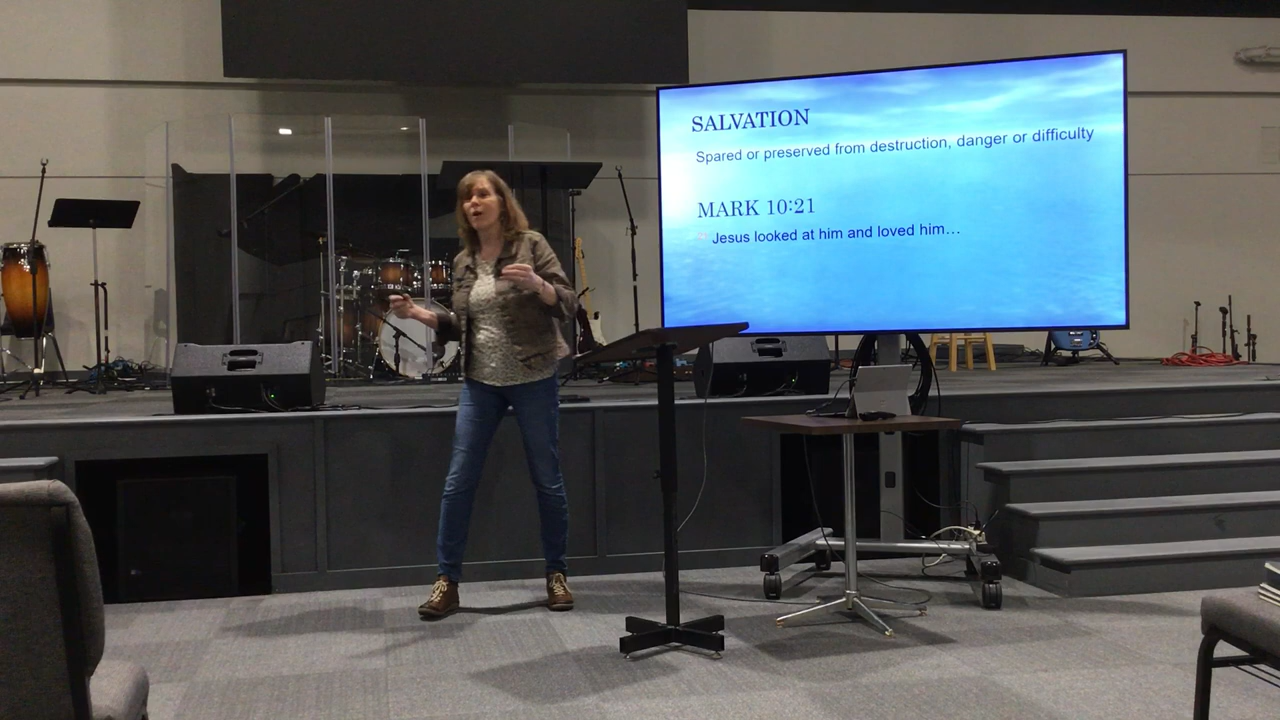 SALVATION
Spared or preserved from destruction, danger or difficulty
MARK 10:21
Jesus looked at him and loved him…